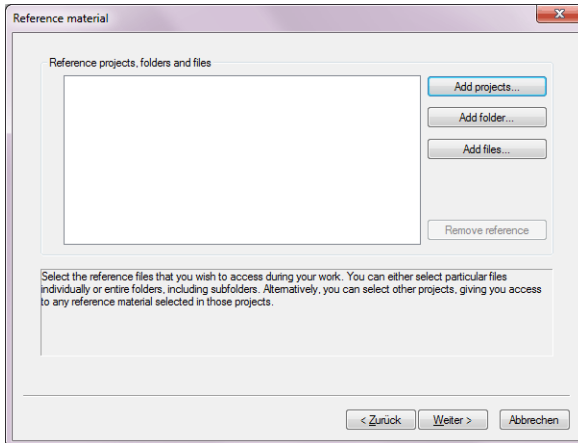 Reference material
Reference projects, folders and files
Add projects...
Add folder...
Add files...
Remove reference
Select the reference files that you wish to access during your work. You can either select particular files
individually or entire folders, including subfolders. Alternatively, you can select other projects, giving you access
to any reference material selected in those projects.
< Zurück
Weiter >
Abbrechen